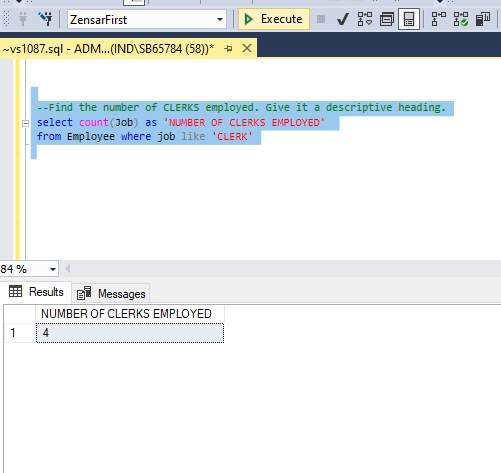 ZensarFirst
Execute
~vs1087.sql - ADM...(IND\SB65784 (58))*
--Find the number of CLERKS employed. Give it a descriptive heading.
select count(Job) as 'NUMBER OF CLERKS EMPLOYED'
from Employee where job like 'CLERK'
84 %
Results
Messages
NUMBER OF CLERKS EMPLOYED
1
4